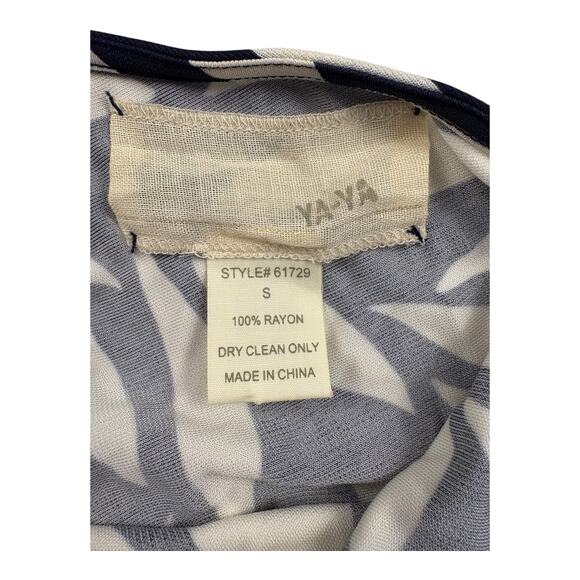 YA-YA
STYLE# 61729
S
100% RAYON
DRY CLEAN ONLY
MADE IN CHINA